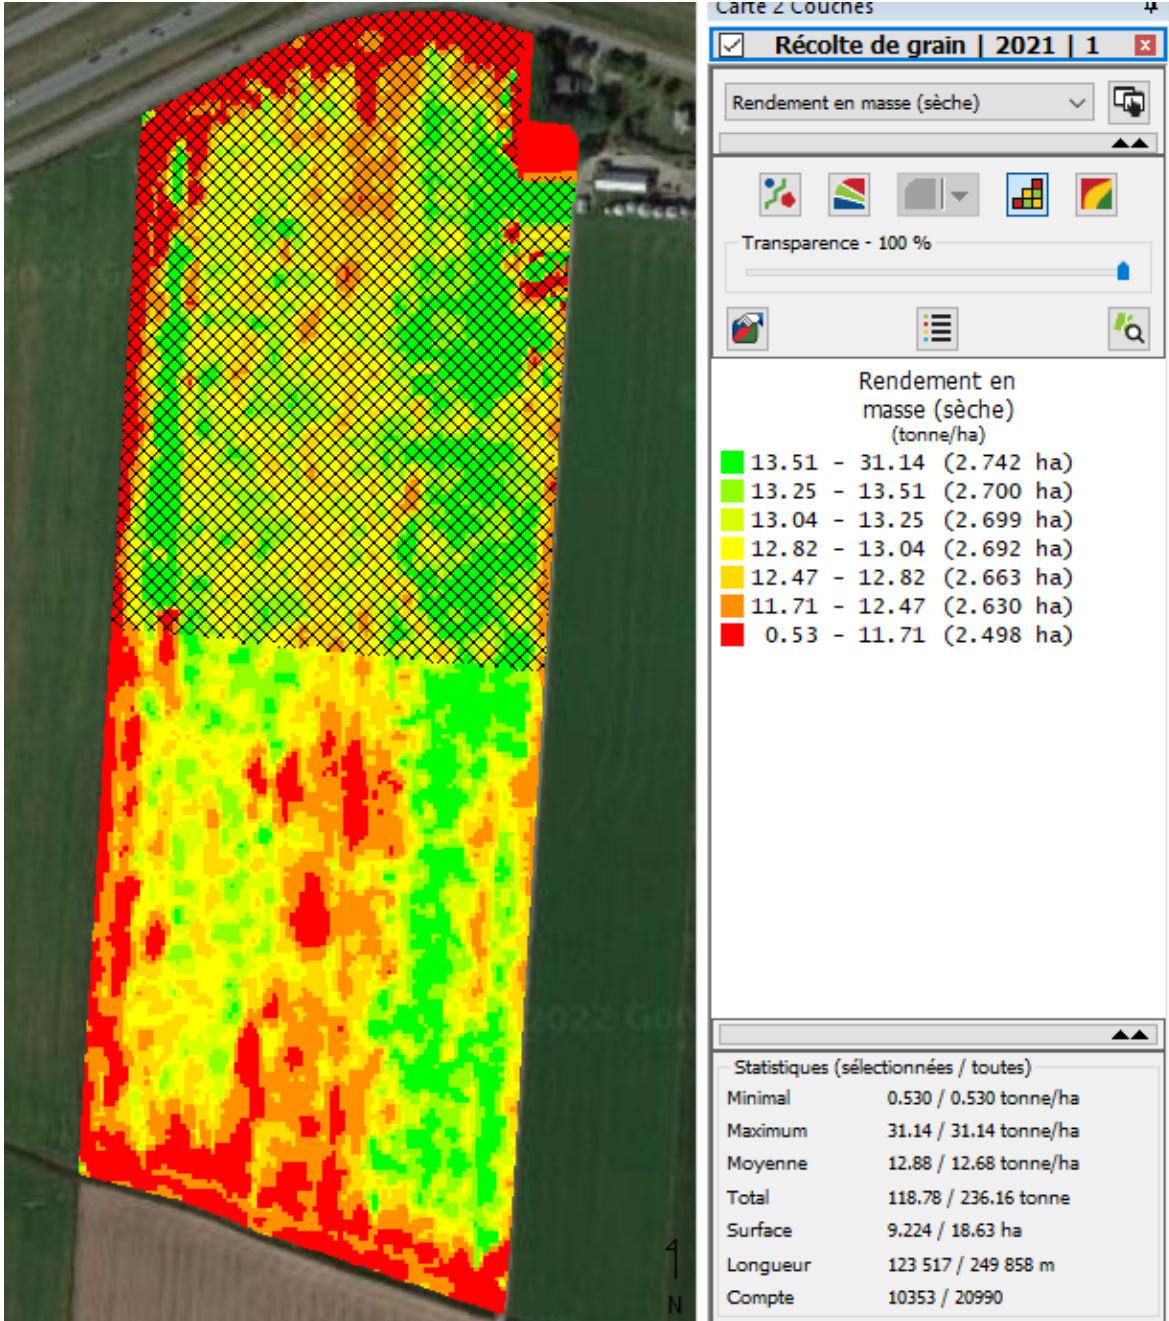 Carte 2 Couches
Récolte de grain | 2021 | 1
Rendement en masse (sèche)
Transparence - 100 %
Rendement en
masse (sèche)
(tonne/ha)
13.51 - 31.14 (2.742 ha)
13.25 - 13.51 (2.700 ha)
13.04 - 13.25 (2.699 ha)
12.82 - 13.04 (2.692 ha)
12.47 - 12.82 (2.663 ha)
11.71 - 12.47 (2.630 ha)
0.53 - 11.71 (2.498 ha)
Statistiques (sélectionnées / toutes)
Minimal 0.530 / 0.530 tonne/ha
Maximum 31.14 / 31.14 tonne/ha
Moyenne 12.88 / 12.68 tonne/ha
Total 118.78 / 236.16 tonne
Surface 9.224 / 18.63 ha
Longueur 123 517 / 249 858 m
Compte 10353 / 20990
2022 Goo
N